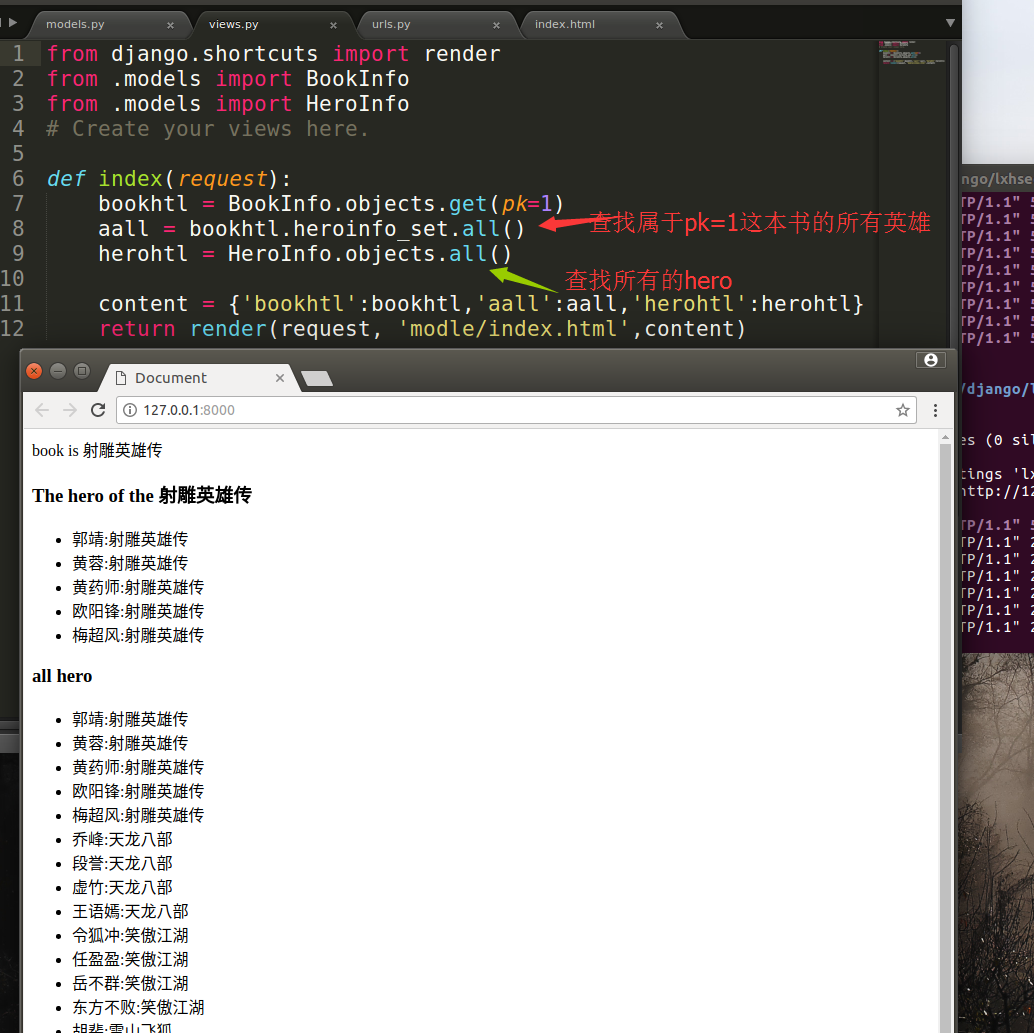 models.py × views.py × urls.py × index.html ×
1 from django.shortcuts import render
2 from .models import BookInfo
3 from .models import HeroInfo
4 # Create your views here.
5
6 def index(request):
7 bookhtl = BookInfo.objects.get(pk=1)
8 aall = bookhtl.heroinfo_set.all()
查找属于pk=1这本书的所有英雄
9 herohtl = HeroInfo.objects.all()
查找所有的hero
10
11 content = {'bookhtl':bookhtl,'aall':aall,'herohtl':herohtl}
12 return render(request, 'modle/index.html',content)
Document ×
127.0.0.1:8000
book is 射雕英雄传
The hero of the 射雕英雄传
郭靖:射雕英雄传
黄蓉:射雕英雄传
黄药师:射雕英雄传
欧阳锋:射雕英雄传
梅超风:射雕英雄传
all hero
郭靖:射雕英雄传
黄蓉:射雕英雄传
黄药师:射雕英雄传
欧阳锋:射雕英雄传
梅超风:射雕英雄传
乔峰:天龙八部
段誉:天龙八部
虚竹:天龙八部
王语嫣:天龙八部
令狐冲:笑傲江湖
任盈盈:笑傲江湖
岳不群:笑傲江湖
东方不败:笑傲江湖
胡斐:雪山飞狐
ngo/lxhse
TP/1.1" 5
TP/1.1" 5
TP/1.1" 5
TP/1.1" 5
TP/1.1" 5
TP/1.1" 5
TP/1.1" 5
TP/1.1" 5
TP/1.1" 5
/django/l
es (0 sil
tings 'lx
http://12
TP/1.1" 5
TP/1.1" 2
TP/1.1" 2
TP/1.1" 2
TP/1.1" 2
TP/1.1" 2
TP/1.1" 2